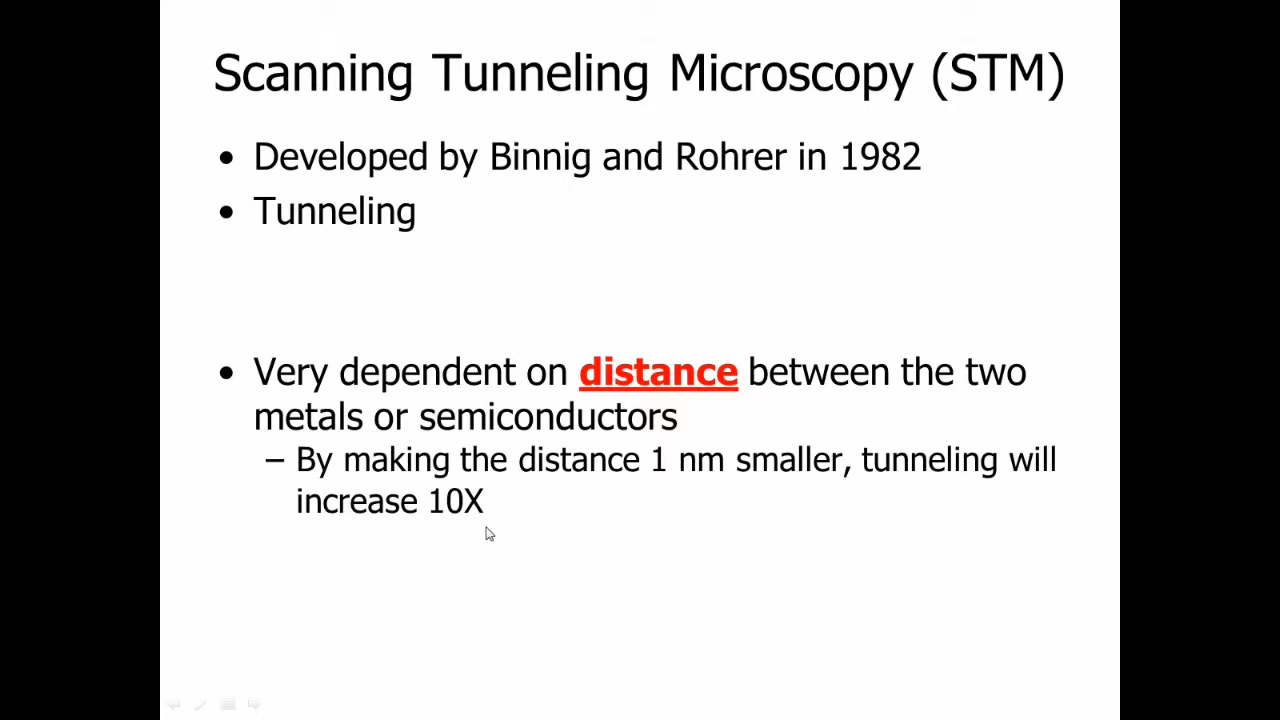 Scanning Tunneling Microscopy (STM)
• Developed by Binnig and Rohrer in 1982
• Tunneling
• Very dependent on distance between the two
metals or semiconductors
– By making the distance 1 nm smaller, tunneling will
increase 10X